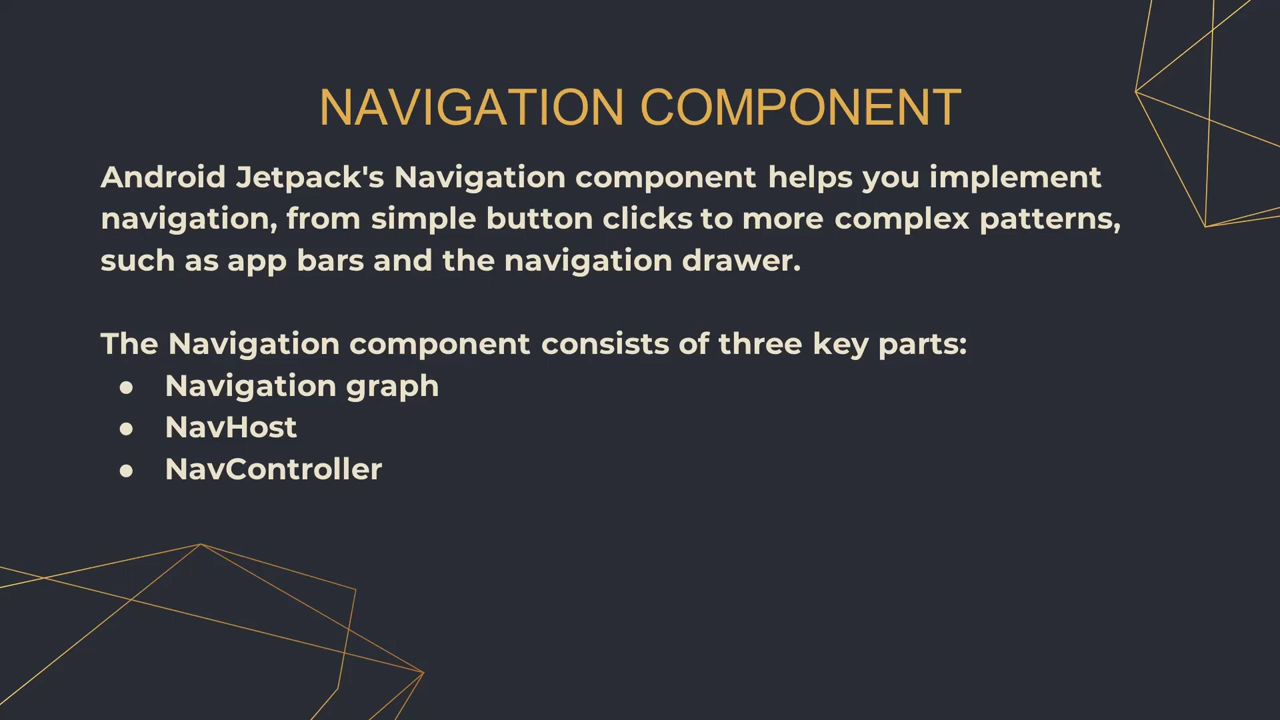 NAVIGATION COMPONENT
Android Jetpack's Navigation component helps you implement
navigation, from simple button clicks to more complex patterns,
such as app bars and the navigation drawer.
The Navigation component consists of three key parts:
● Navigation graph
● NavHost
● NavController